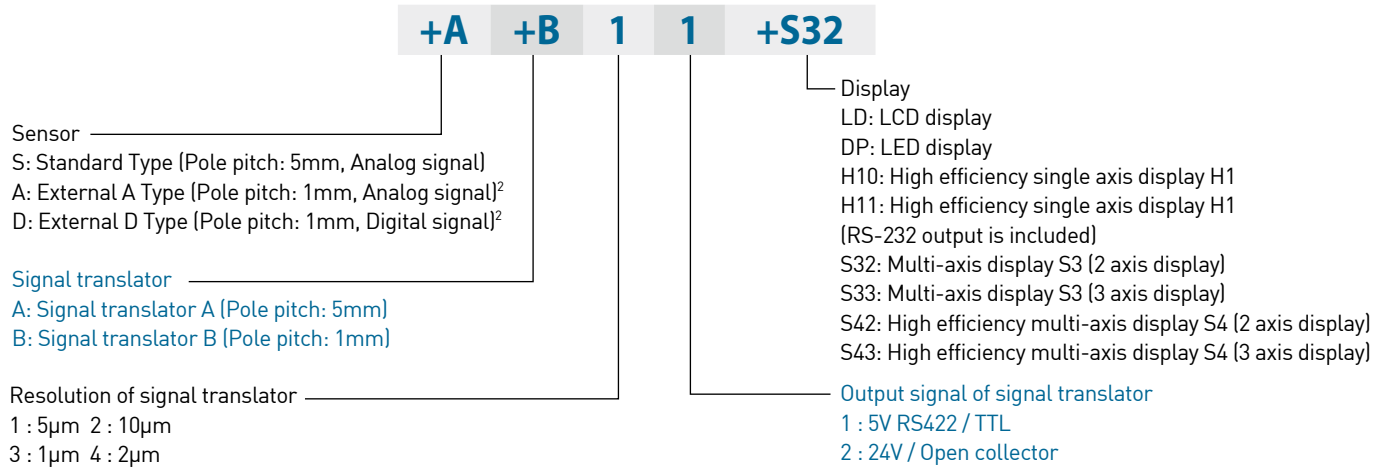 +A +B 1 1 +S32
Sensor
S: Standard Type (Pole pitch: 5mm, Analog signal)
A: External A Type (Pole pitch: 1mm, Analog signal)²
D: External D Type (Pole pitch: 1mm, Digital signal)²
Signal translator
A: Signal translator A (Pole pitch: 5mm)
B: Signal translator B (Pole pitch: 1mm)
Resolution of signal translator
1 : 5μm 2 : 10μm
3 : 1μm 4 : 2μm
Display
LD: LCD display
DP: LED display
H10: High efficiency single axis display H1
H11: High efficiency single axis display H1
(RS-232 output is included)
S32: Multi-axis display S3 (2 axis display)
S33: Multi-axis display S3 (3 axis display)
S42: High efficiency multi-axis display S4 (2 axis display)
S43: High efficiency multi-axis display S4 (3 axis display)
Output signal of signal translator
1 : 5V RS422 / TTL
2 : 24V / Open collector